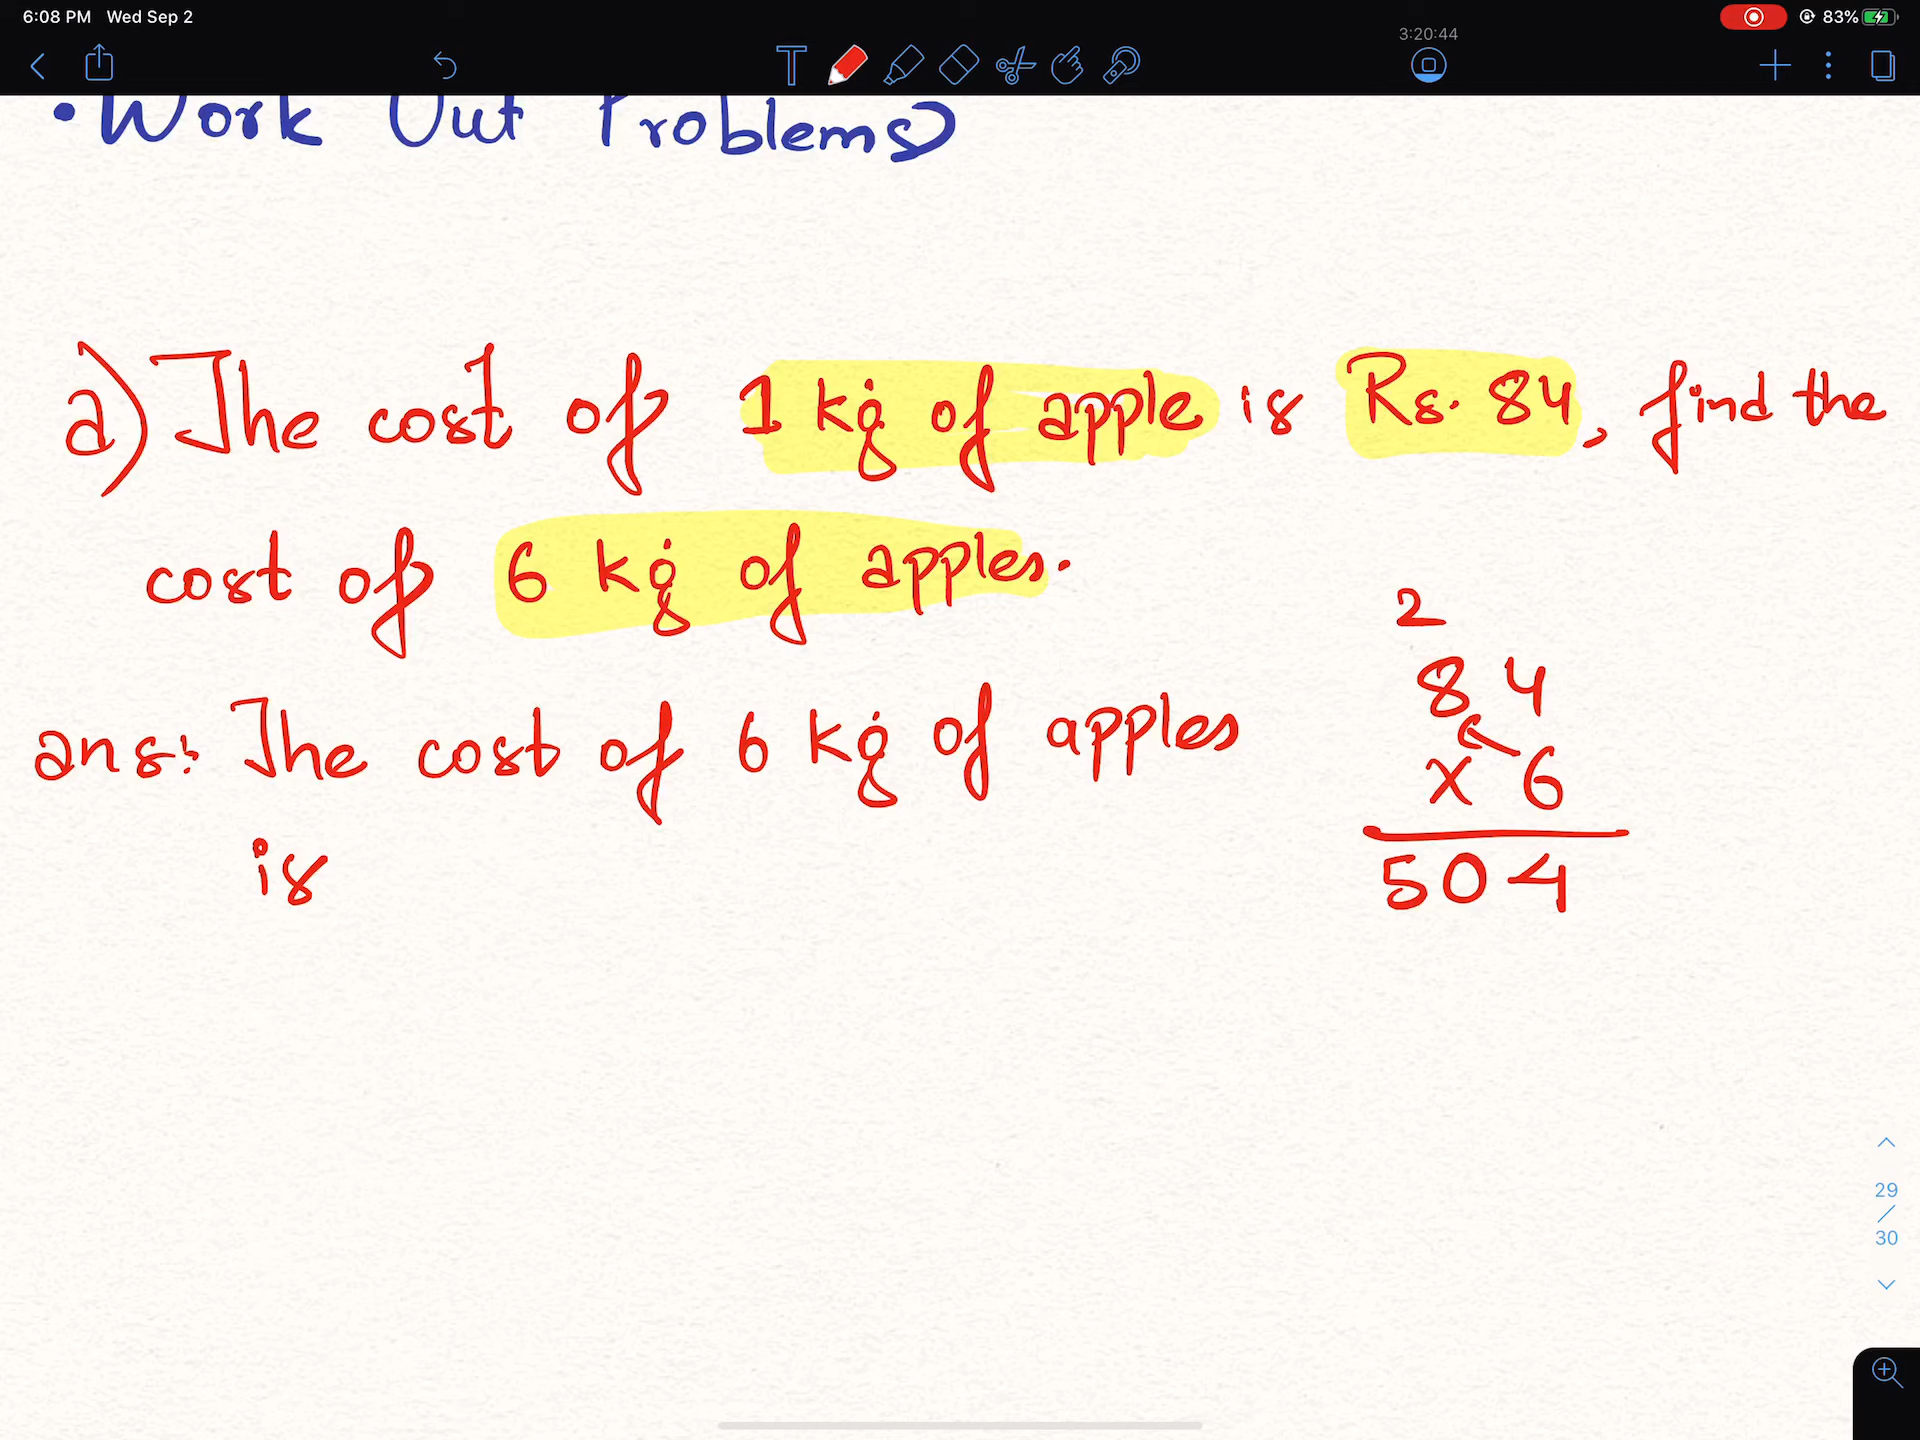 6:08 PM Wed Sep 2
83%
3:20:44
• Work Out Problems
a) The cost of 1 kg of apple is Rs. 84, find the
cost of 6 kg of apples.
ans: The cost of 6 kg of apples
is
2
84
x 6
504
29
/
30